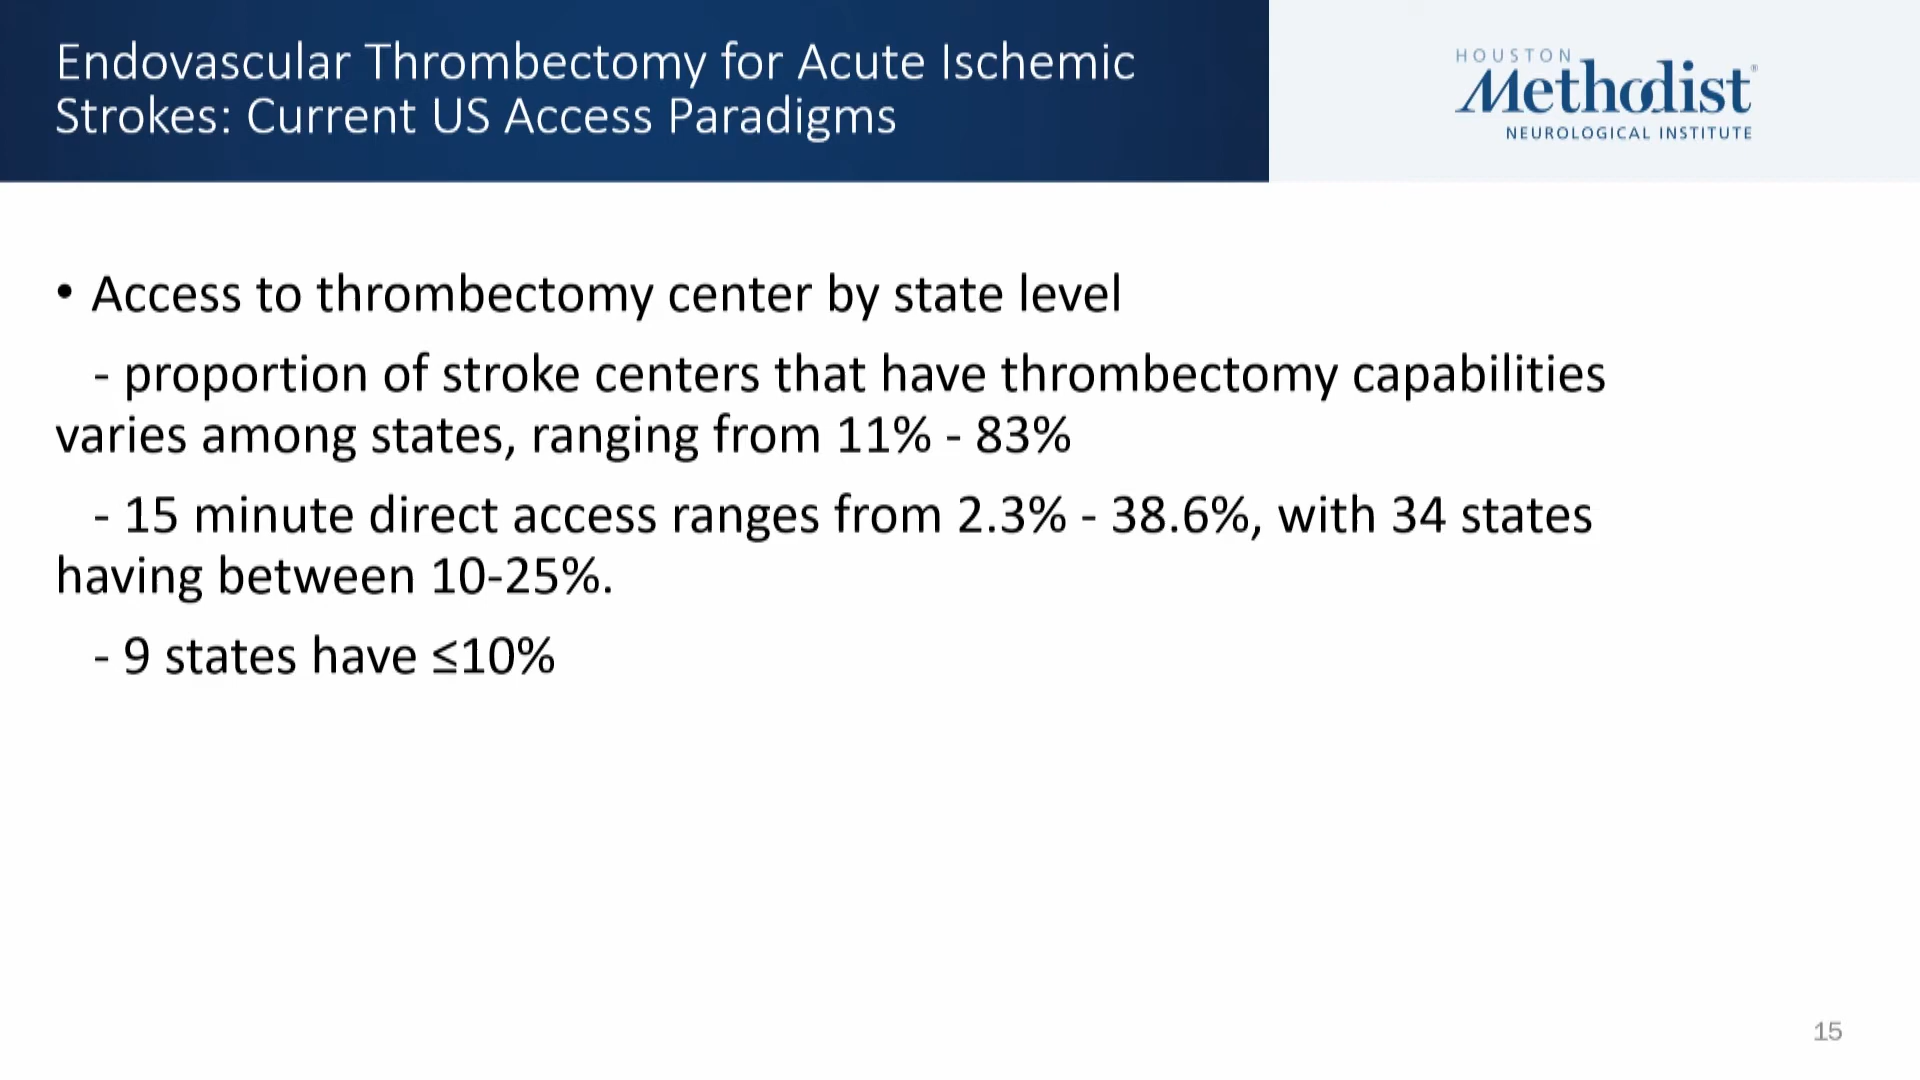 Endovascular Thrombectomy for Acute Ischemic
Strokes: Current US Access Paradigms
HOUSTON
Methodist®
NEUROLOGICAL INSTITUTE
• Access to thrombectomy center by state level
- proportion of stroke centers that have thrombectomy capabilities
varies among states, ranging from 11% - 83%
- 15 minute direct access ranges from 2.3% - 38.6%, with 34 states
having between 10-25%.
- 9 states have ≤10%
15